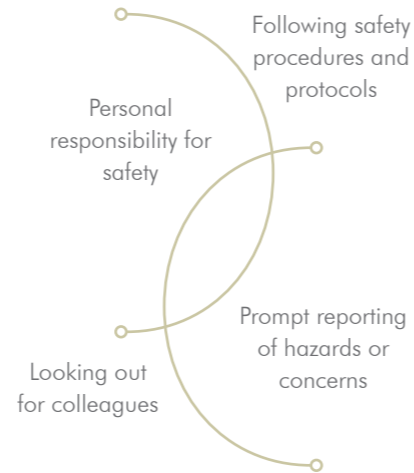 Following safety
procedures and
protocols
Personal
responsibility for
safety
Prompt reporting
of hazards or
concerns
Looking out
for colleagues